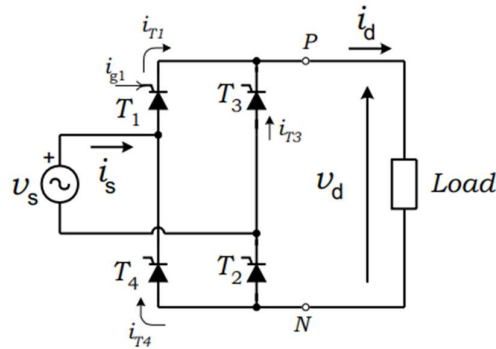 i_T1
P
i_d
i_g1
T_1
T_3
i_T3
+
i_s
v_s
v_d
Load
T_4
T_2
N
i_T4